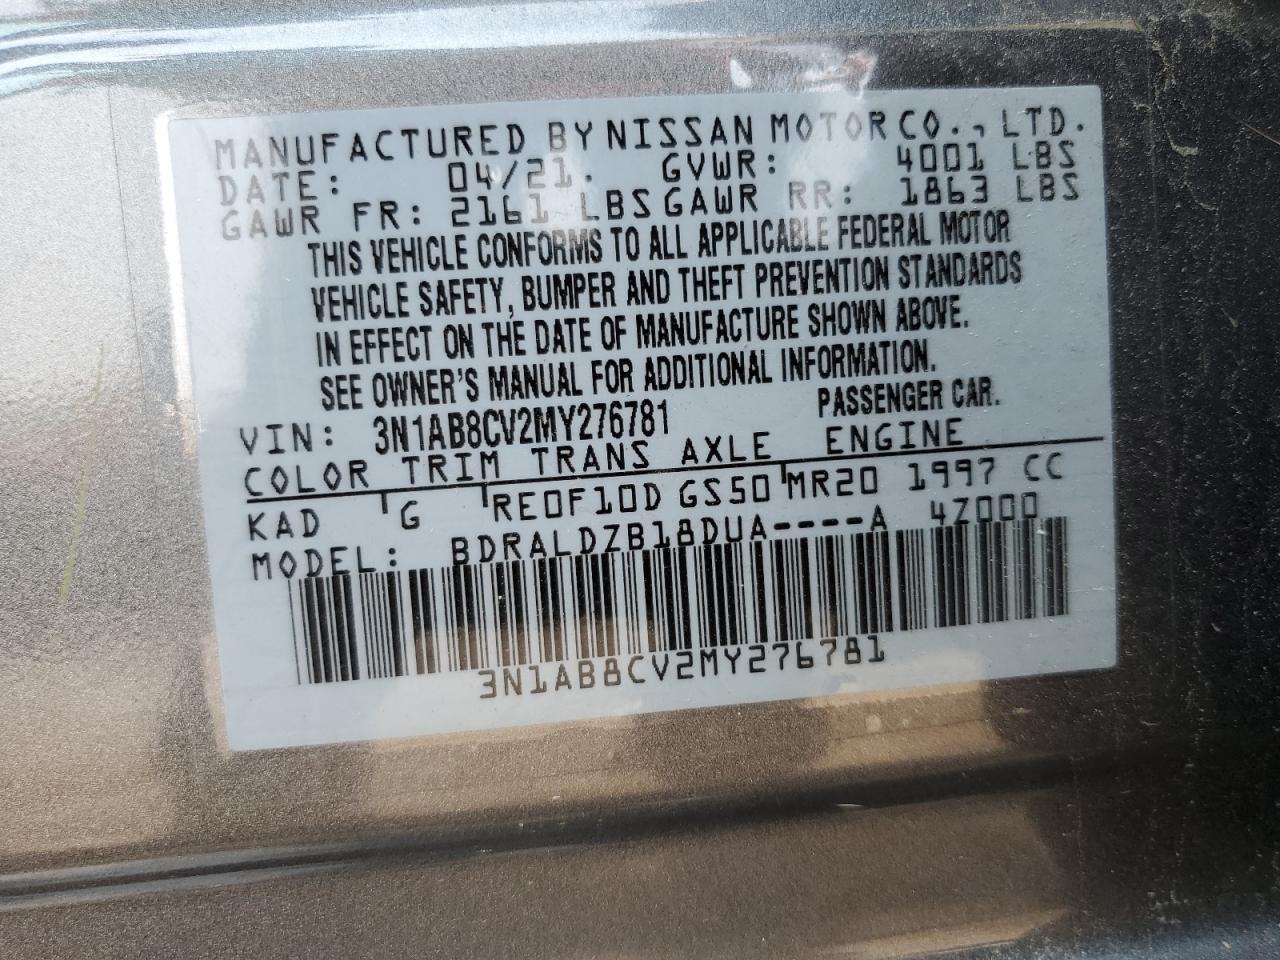 MANUFACTURED BY NISSAN MOTOR CO., LTD.
DATE: 04/21. GVWR: 4001 LBS
GAWR FR: 2161 LBS GAWR RR: 1863 LBS
THIS VEHICLE CONFORMS TO ALL APPLICABLE FEDERAL MOTOR
VEHICLE SAFETY, BUMPER AND THEFT PREVENTION STANDARDS
IN EFFECT ON THE DATE OF MANUFACTURE SHOWN ABOVE.
SEE OWNER'S MANUAL FOR ADDITIONAL INFORMATION.
VIN: 3N1AB8CV2MY276781 PASSENGER CAR.
COLOR TRIM TRANS AXLE ENGINE
KAD G RE0F10D GS50 MR20 1997 CC
MODEL: BDRALDZB18DUA----A 4Z000
3N1AB8CV2MY276781